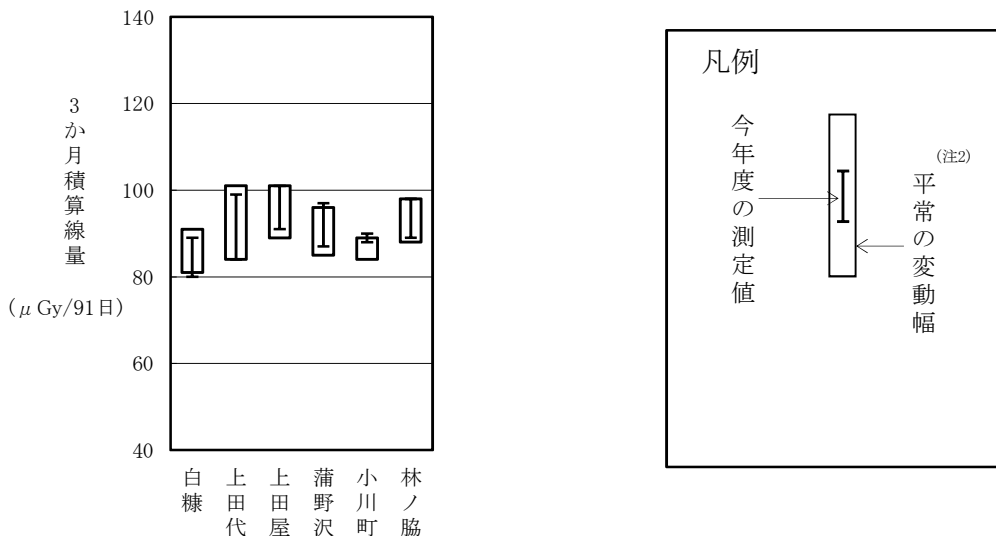 140
120
100
80
60
40
3か月積算線量
(μGy/91日)
白糠
上田代
上田屋
蒲野沢
小川町
林ノ脇
凡例
今年度の測定値
(注2)
平常の変動幅